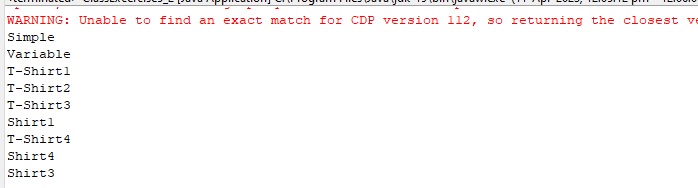 WARNING: Unable to find an exact match for CDP version 112, so returning the closest
Simple
Variable
T-Shirt1
T-Shirt2
T-Shirt3
Shirt1
T-Shirt4
Shirt4
Shirt3